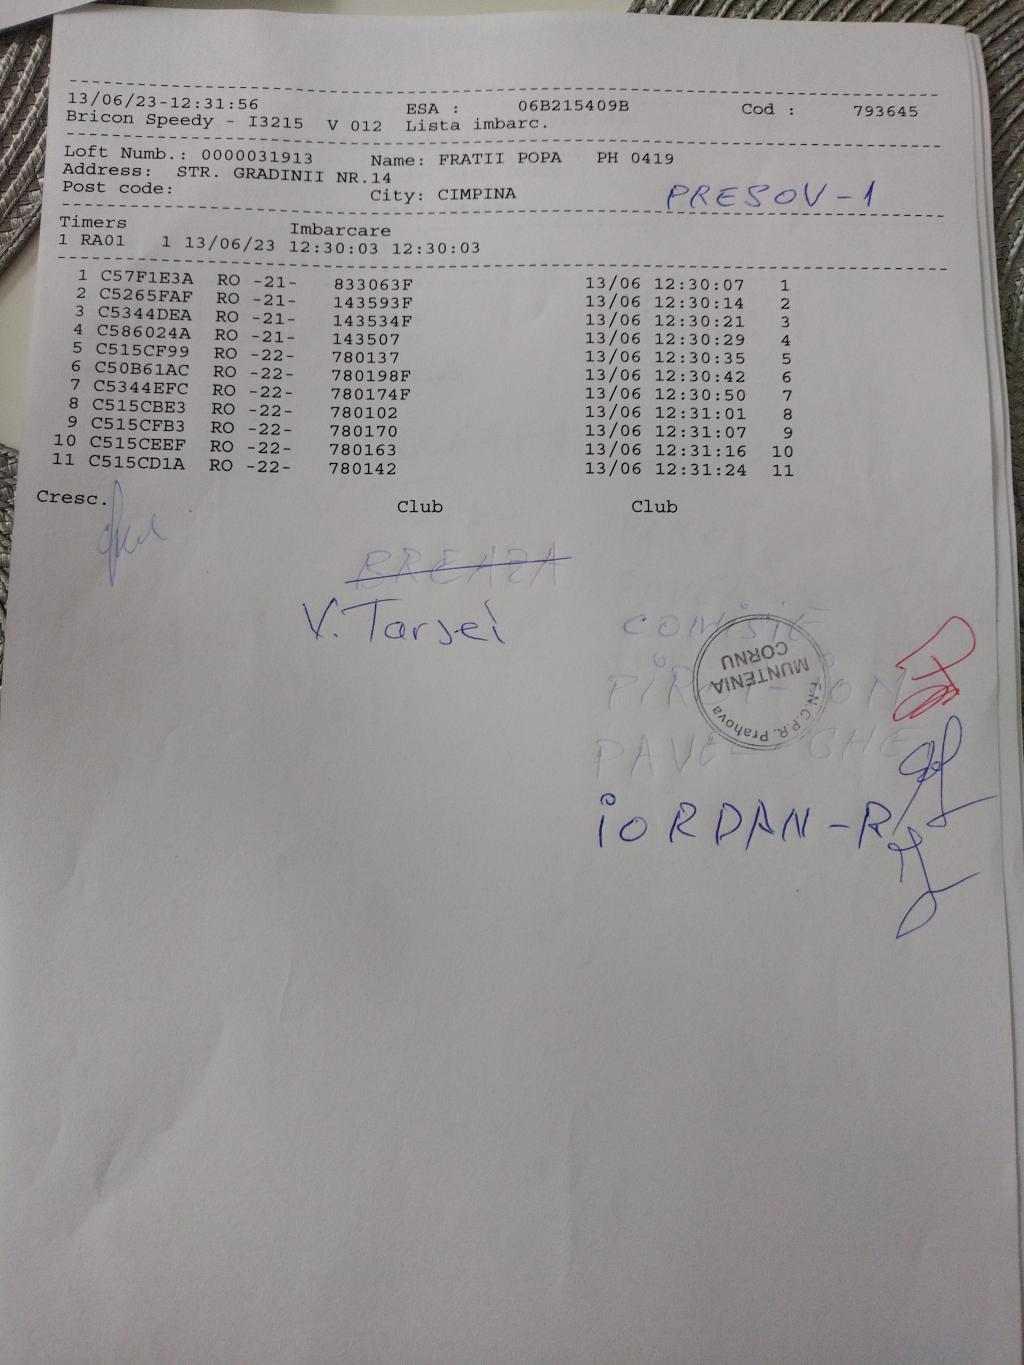 13/06/23-12:31:56 ESA : 06B215409B Cod : 793645
Bricon Speedy - I3215 V 012 Lista imbarc.
Loft Numb.: 0000031913 Name: FRATII POPA PH 0419
Address: STR. GRADINII NR.14
Post code: City: CIMPINA
PRESOV-1
Timers Imbarcare
1 RA01 1 13/06/23 12:30:03 12:30:03
1 C57F1E3A RO -21- 833063F 13/06 12:30:07 1
2 C5265FAF RO -21- 143593F 13/06 12:30:14 2
3 C5344DEA RO -21- 143534F 13/06 12:30:21 3
4 C586024A RO -21- 143507 13/06 12:30:29 4
5 C515CF99 RO -22- 780137 13/06 12:30:35 5
6 C50B61AC RO -22- 780198F 13/06 12:30:42 6
7 C5344EFC RO -22- 780174F 13/06 12:30:50 7
8 C515CBE3 RO -22- 780102 13/06 12:31:01 8
9 C515CFB3 RO -22- 780170 13/06 12:31:07 9
10 C515CEEF RO -22- 780163 13/06 12:31:16 10
11 C515CD1A RO -22- 780142 13/06 12:31:24 11
Cresc. Club Club
BREAZA
V. Tarsei
COMISIE
PAVEL GHE
IORDAN-R
MUNTENIA
CORNU
F.N.C.P.R. Prahova